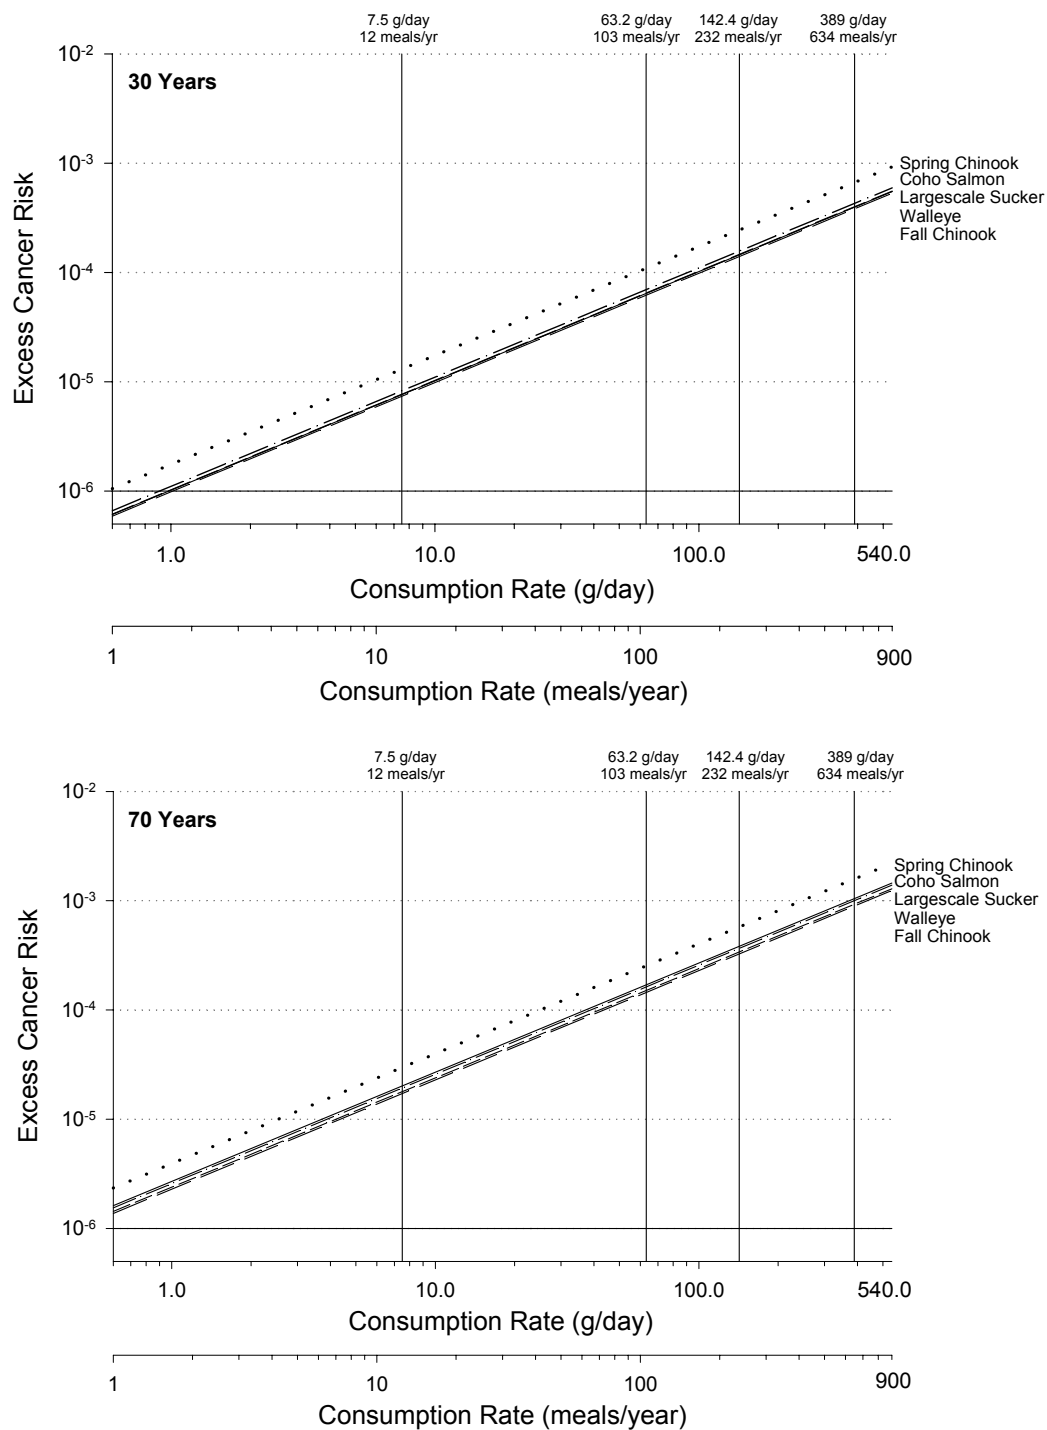 7.5 g/day 63.2 g/day 142.4 g/day 389 g/day
12 meals/yr 103 meals/yr 232 meals/yr 634 meals/yr
30 Years
Excess Cancer Risk
10-2
10-3
10-4
10-5
10-6
Spring Chinook
Coho Salmon
Largescale Sucker
Walleye
Fall Chinook
1.0 10.0 100.0 540.0
Consumption Rate (g/day)
1 10 100 900
Consumption Rate (meals/year)
7.5 g/day 63.2 g/day 142.4 g/day 389 g/day
12 meals/yr 103 meals/yr 232 meals/yr 634 meals/yr
70 Years
Excess Cancer Risk
10-2
10-3
10-4
10-5
10-6
Spring Chinook
Coho Salmon
Largescale Sucker
Walleye
Fall Chinook
1.0 10.0 100.0 540.0
Consumption Rate (g/day)
1 10 100 900
Consumption Rate (meals/year)